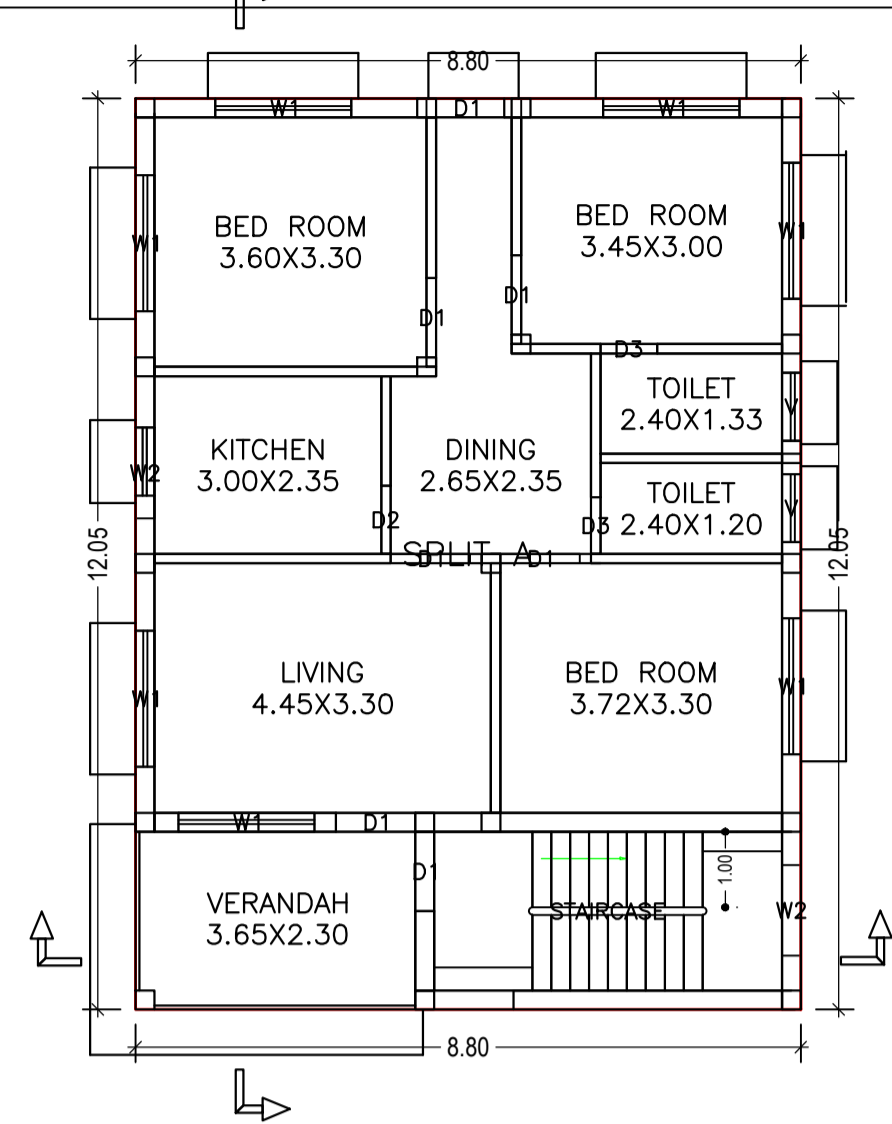 8.80
W1
D1
W1
BED ROOM
3.60X3.30
BED ROOM
3.45X3.00
W1
W1
D1
D1
D3
TOILET
2.40X1.33
V
KITCHEN
3.00X2.35
DINING
2.65X2.35
W2
TOILET
2.40X1.20
V
D2
D3
12.05
SPLIT A
D1
D1
12.05
LIVING
4.45X3.30
BED ROOM
3.72X3.30
W1
W1
W1
D1
D1
1.00
VERANDAH
3.65X2.30
STAIRCASE
W2
8.80